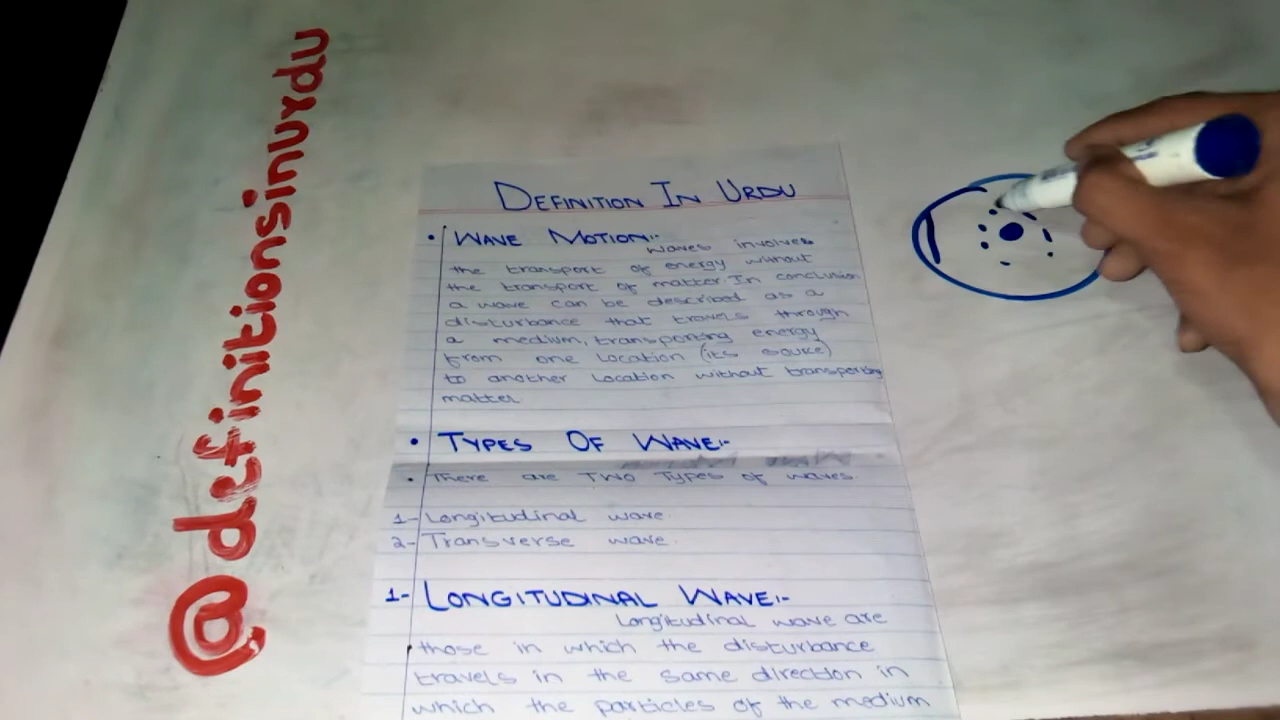 @definitionsinurdu
DEFINITION IN URDU
• WAVE MOTION:-
Waves involves
the transport of energy without
the transport of matter. In conclusion
a wave can be described as a
disturbance that travels through
a medium, transporting energy
from one location (its souke)
to another location without transporting
matter
• TYPES OF WAVE:-
• There are TWO Types of waves.
1- Longitudinal wave.
2- Transverse wave.
1- LONGITUDINAL WAVE:-
Longitudinal wave are
those in which the disturbance
travels in the same direction in
which the particles of the medium